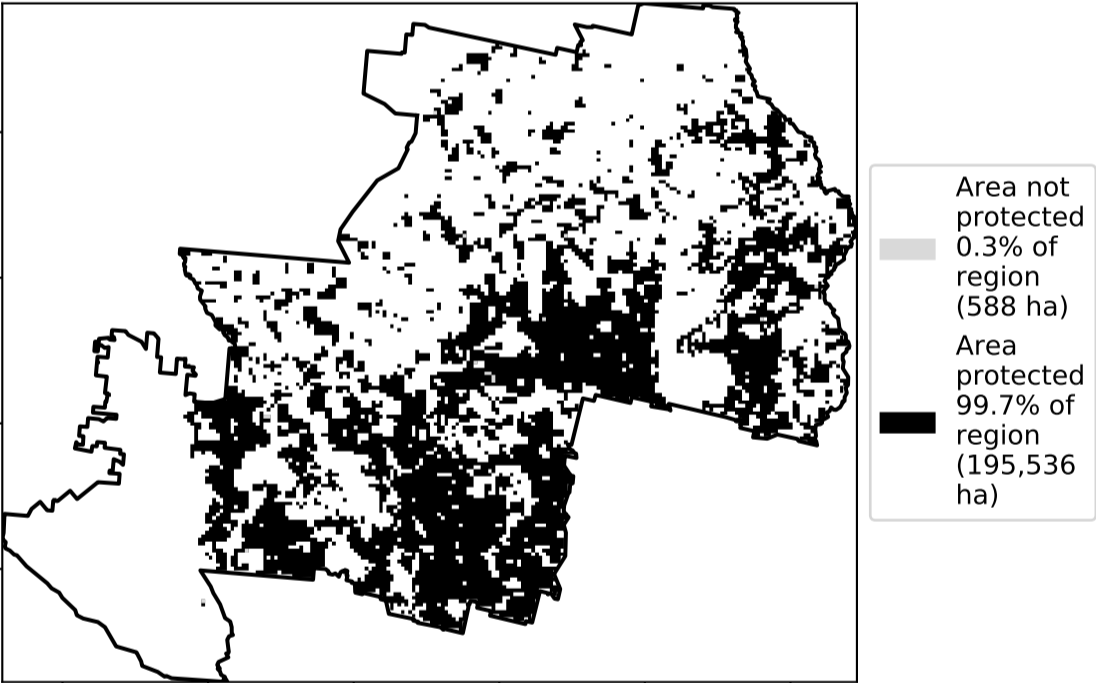 Area not
protected
0.3% of
region
(588 ha)
Area
protected
99.7% of
region
(195,536
ha)